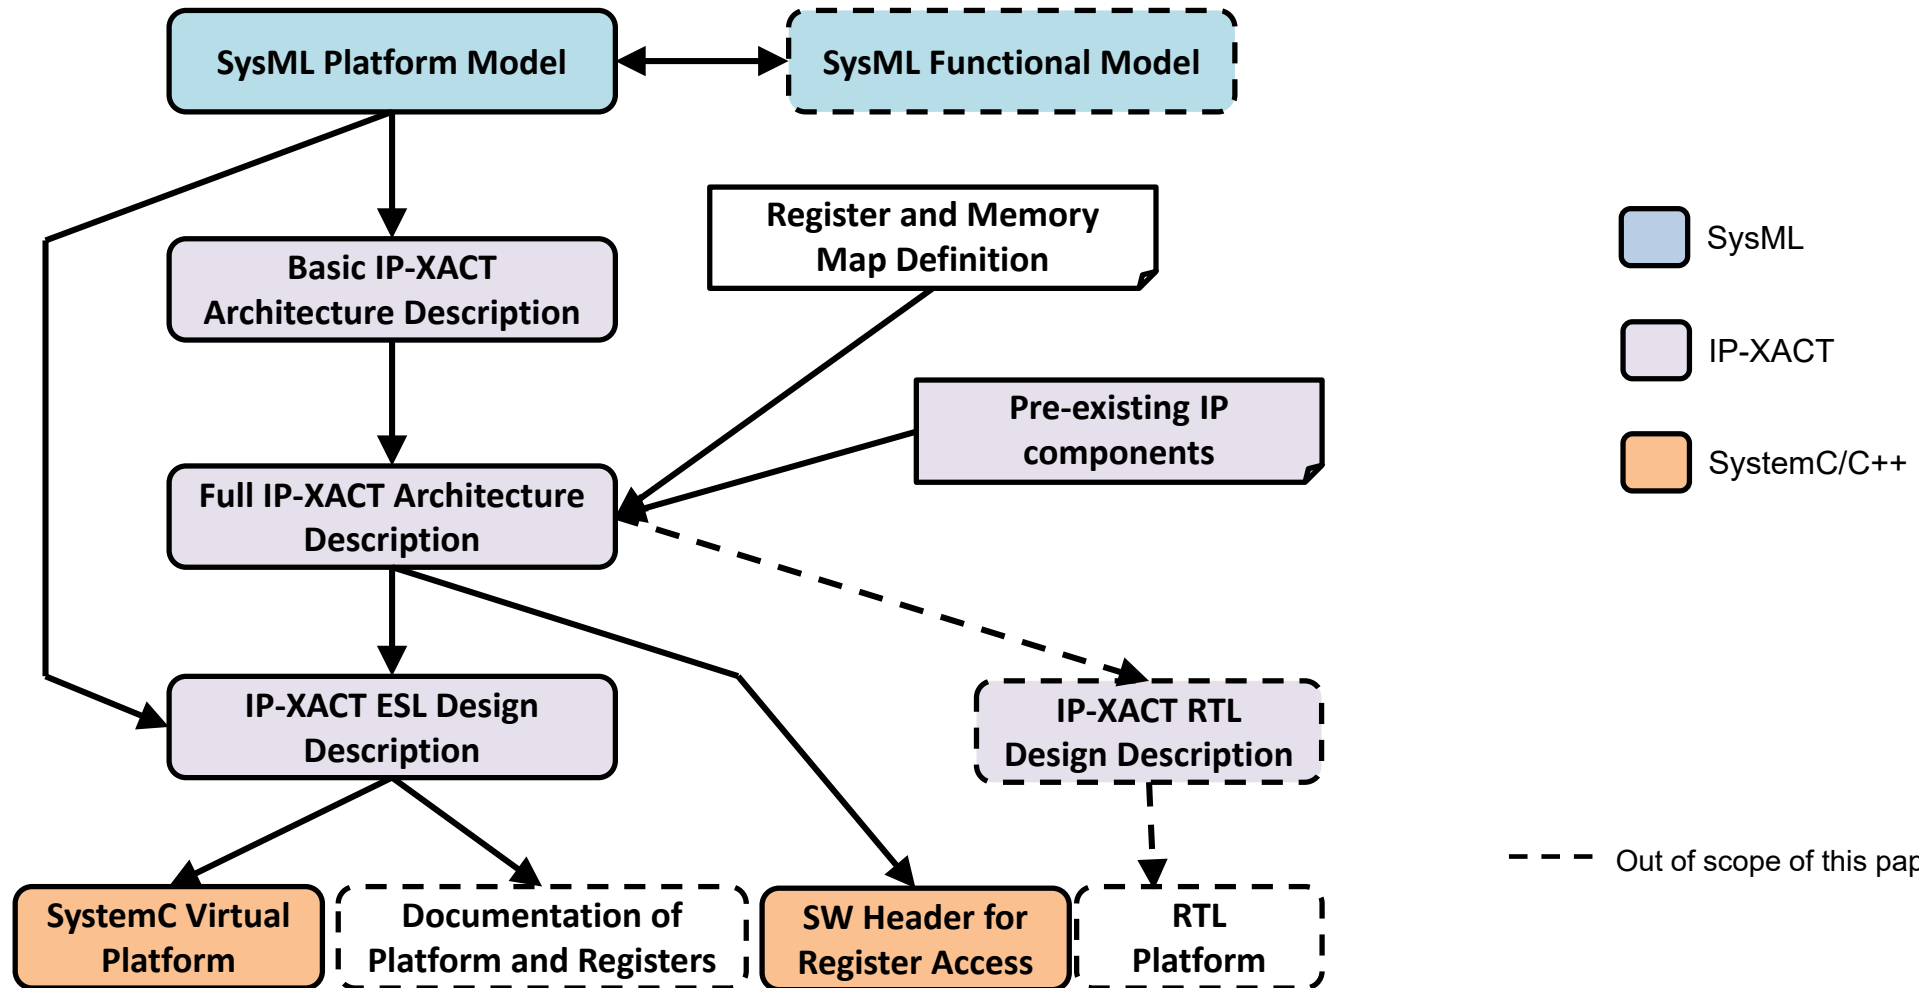 SysML Platform Model
SysML Functional Model
Register and Memory
Map Definition
SysML
Basic IP-XACT
Architecture Description
IP-XACT
Pre-existing IP
components
SystemC/C++
Full IP-XACT Architecture
Description
IP-XACT ESL Design
Description
IP-XACT RTL
Design Description
Out of scope of this pap
SystemC Virtual
Platform
Documentation of
Platform and Registers
SW Header for
Register Access
RTL
Platform